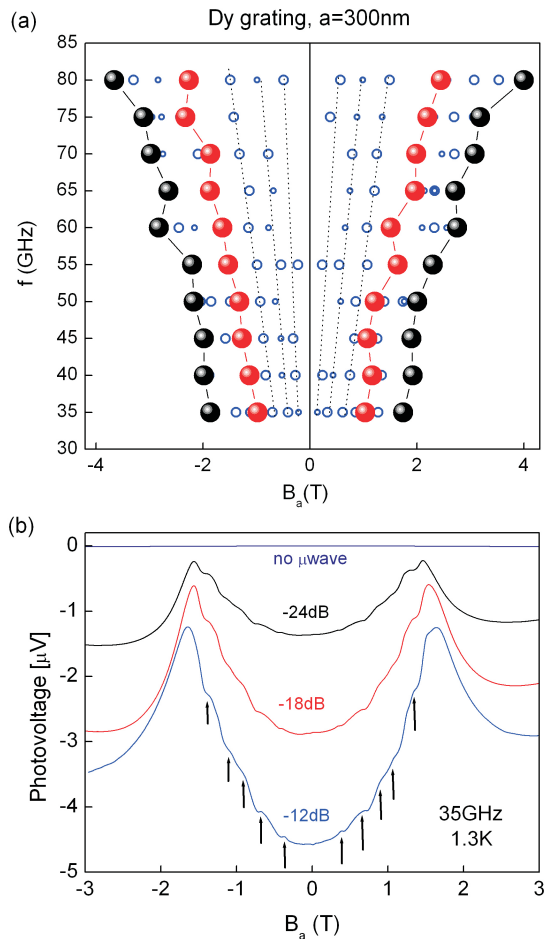 (a)
Dy grating, a=300nm
85
80
75
70
65
60
55
50
45
40
35
30
f (GHz)
-4 -2 0 2 4
B_a(T)
(b)
0
-1
-2
-3
-4
-5
Photovoltage [μV]
no μwave
-24dB
-18dB
-12dB
35GHz
1.3K
-3 -2 -1 0 1 2 3
B_a (T)